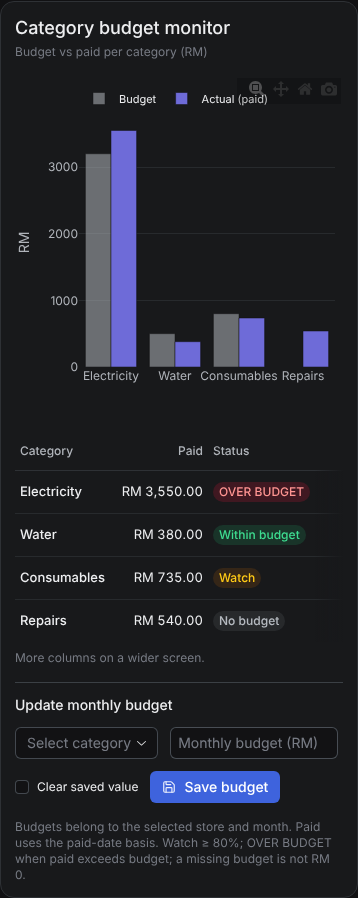 Category budget monitor
Budget vs paid per category (RM)
Budget
Actual (paid)
RM
3000
2000
1000
0
Electricity
Water
Consumables
Repairs
Category Paid Status
Electricity RM 3,550.00 OVER BUDGET
Water RM 380.00 Within budget
Consumables RM 735.00 Watch
Repairs RM 540.00 No budget
More columns on a wider screen.
Update monthly budget
Select category
Monthly budget (RM)
Clear saved value
Save budget
Budgets belong to the selected store and month. Paid
uses the paid-date basis. Watch ≥ 80%; OVER BUDGET
when paid exceeds budget; a missing budget is not RM
0.